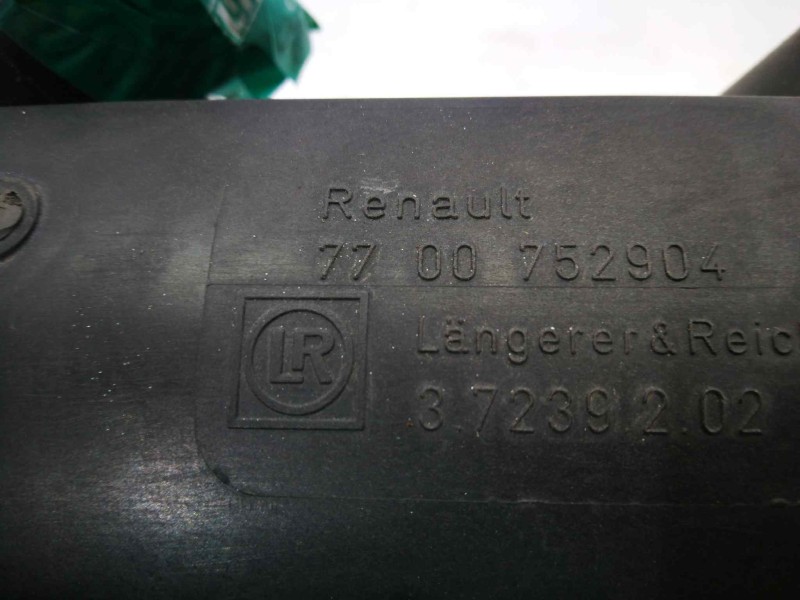 Renault
77 00 752904
LR
Längerer & Reic
3.7239 2.02